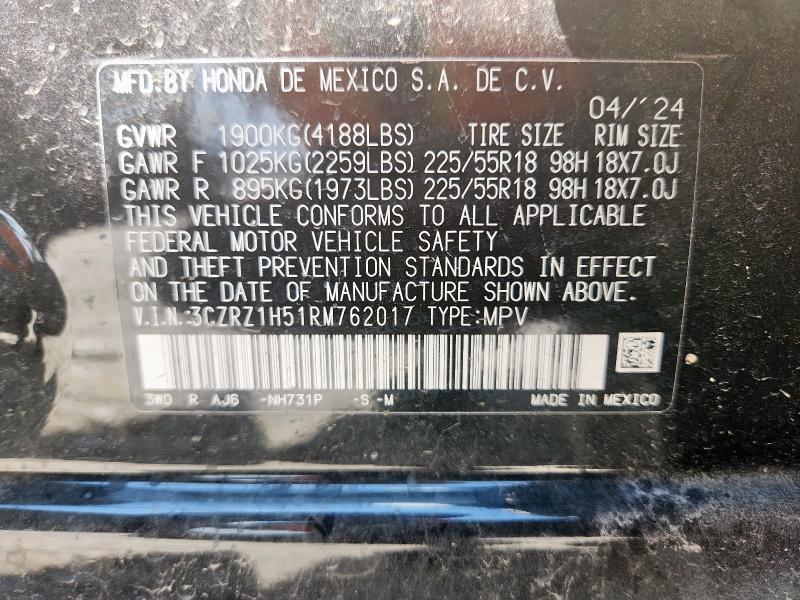 MFD.BY HONDA DE MEXICO S.A. DE C.V.
04/'24
GVWR 1900KG(4188LBS) TIRE SIZE RIM SIZE
GAWR F 1025KG(2259LBS) 225/55R18 98H 18X7.0J
GAWR R 895KG(1973LBS) 225/55R18 98H 18X7.0J
THIS VEHICLE CONFORMS TO ALL APPLICABLE
FEDERAL MOTOR VEHICLE SAFETY
AND THEFT PREVENTION STANDARDS IN EFFECT
ON THE DATE OF MANUFACTURE SHOWN ABOVE.
V.I.N.:3CZRZ1H51RM762017 TYPE:MPV
3W0 R AJ6 -NH731P -S -M MADE IN MEXICO